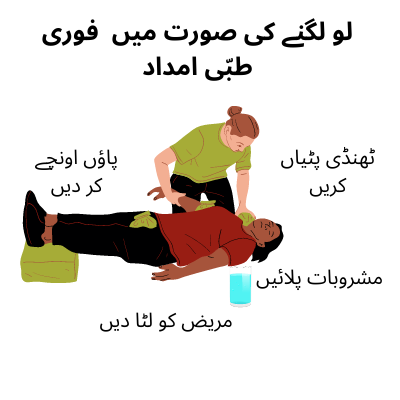 لو لگنے کی صورت میں فوری
طبّی امداد
ٹھنڈی پٹیاں
کریں
پاؤں اونچے
کر دیں
مشروبات پلائیں
مریض کو لٹا دیں